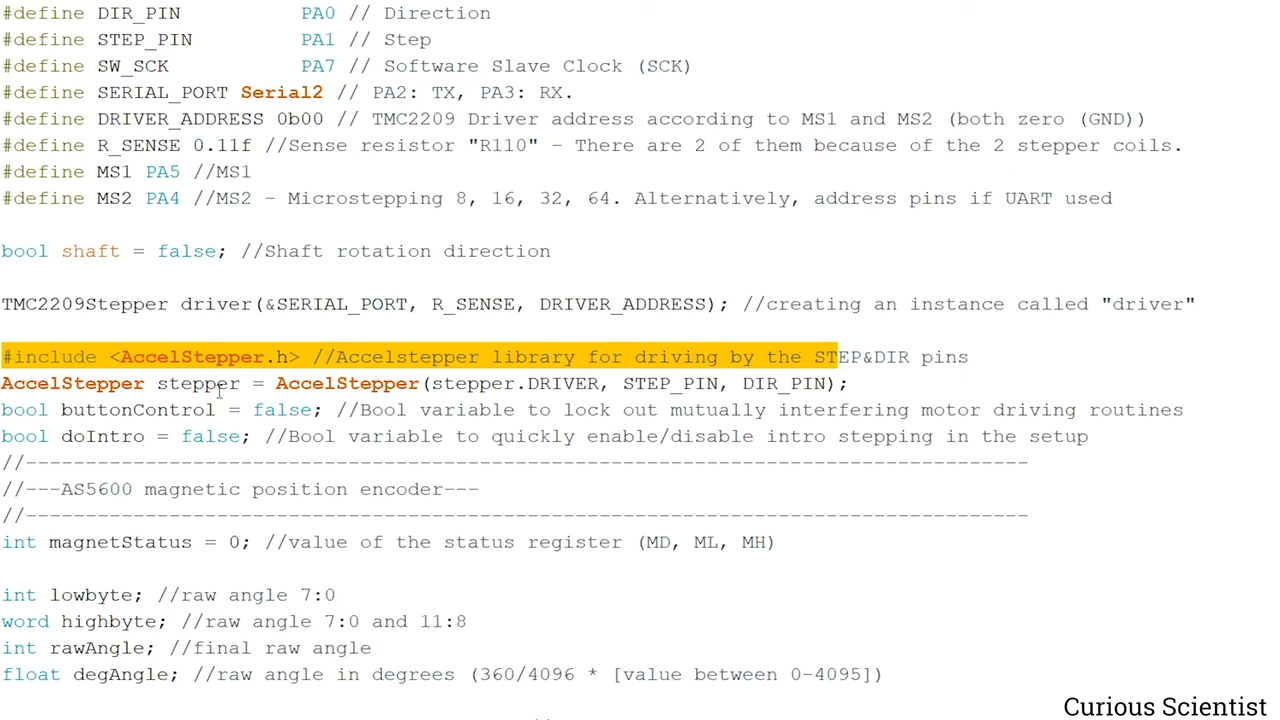 #define DIR_PIN PA0 // Direction
#define STEP_PIN PA1 // Step
#define SW_SCK PA7 // Software Slave Clock (SCK)
#define SERIAL_PORT Serial2 // PA2: TX, PA3: RX.
#define DRIVER_ADDRESS 0b00 // TMC2209 Driver address according to MS1 and MS2 (both zero (GND))
#define R_SENSE 0.11f //Sense resistor "R110" - There are 2 of them because of the 2 stepper coils.
#define MS1 PA5 //MS1
#define MS2 PA4 //MS2 - Microstepping 8, 16, 32, 64. Alternatively, address pins if UART used
bool shaft = false; //Shaft rotation direction
TMC2209Stepper driver(&SERIAL_PORT, R_SENSE, DRIVER_ADDRESS); //creating an instance called "driver"
#include <AccelStepper.h> //Accelstepper library for driving by the STEP&DIR pins
AccelStepper stepper = AccelStepper(stepper.DRIVER, STEP_PIN, DIR_PIN);
bool buttonControl = false; //Bool variable to lock out mutually interfering motor driving routines
bool doIntro = false; //Bool variable to quickly enable/disable intro stepping in the setup
//------------------------------------------------------------------------------------
//---AS5600 magnetic position encoder---
//------------------------------------------------------------------------------------
int magnetStatus = 0; //value of the status register (MD, ML, MH)
int lowbyte; //raw angle 7:0
word highbyte; //raw angle 7:0 and 11:8
int rawAngle; //final raw angle
float degAngle; //raw angle in degrees (360/4096 * [value between 0-4095])
Curious Scientist